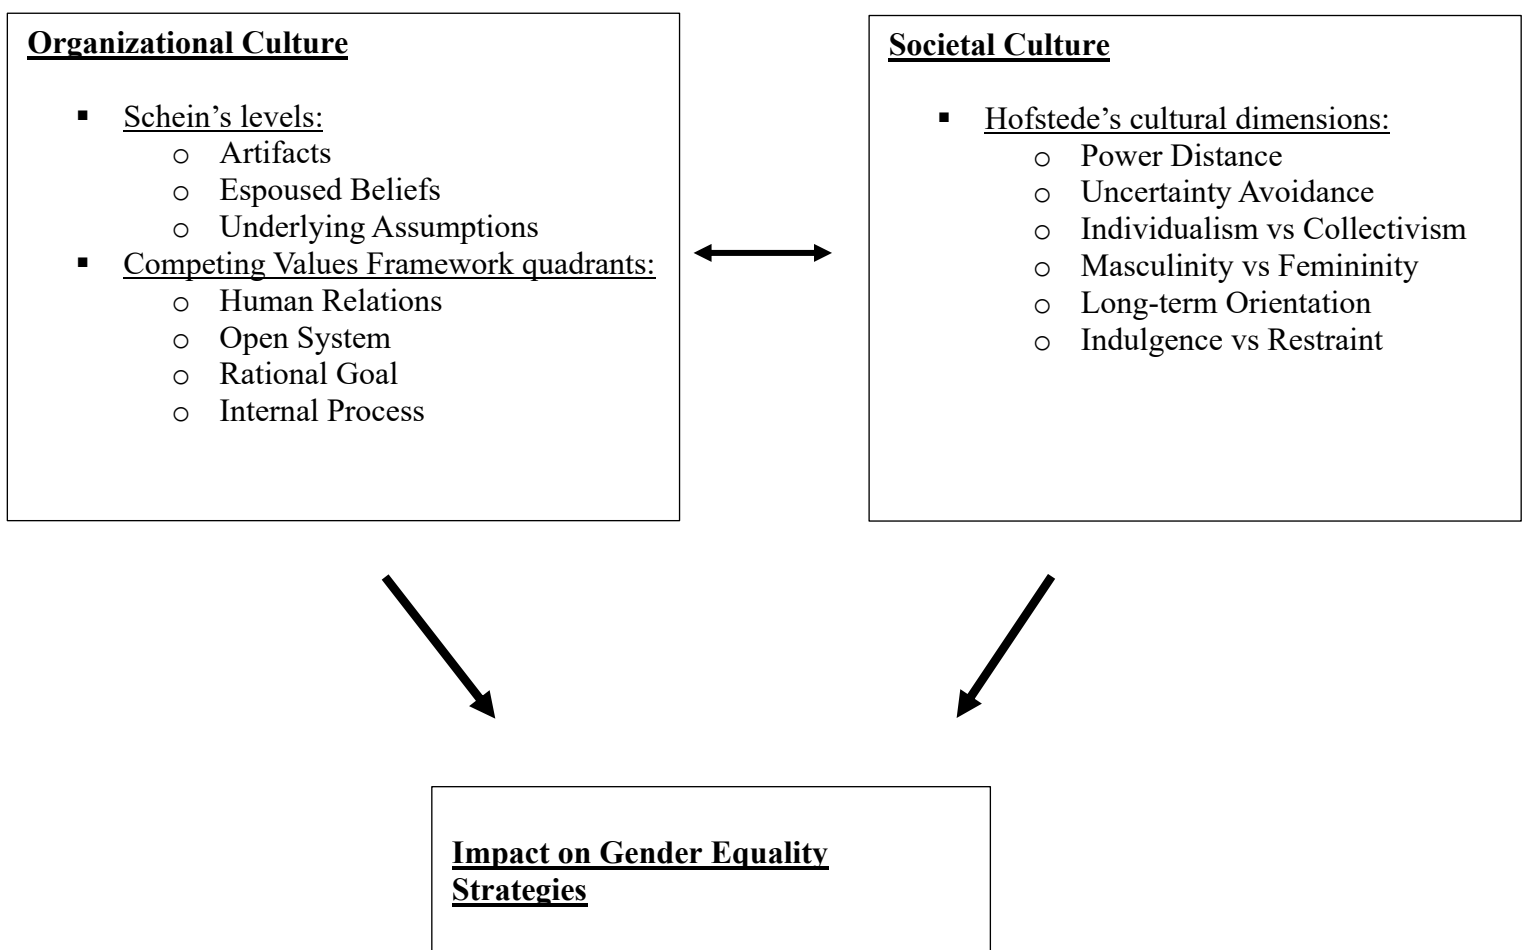 Organizational Culture
▪ Schein’s levels:
o Artifacts
o Espoused Beliefs
o Underlying Assumptions
▪ Competing Values Framework quadrants:
o Human Relations
o Open System
o Rational Goal
o Internal Process
Societal Culture
▪ Hofstede’s cultural dimensions:
o Power Distance
o Uncertainty Avoidance
o Individualism vs Collectivism
o Masculinity vs Femininity
o Long-term Orientation
o Indulgence vs Restraint
Impact on Gender Equality
Strategies